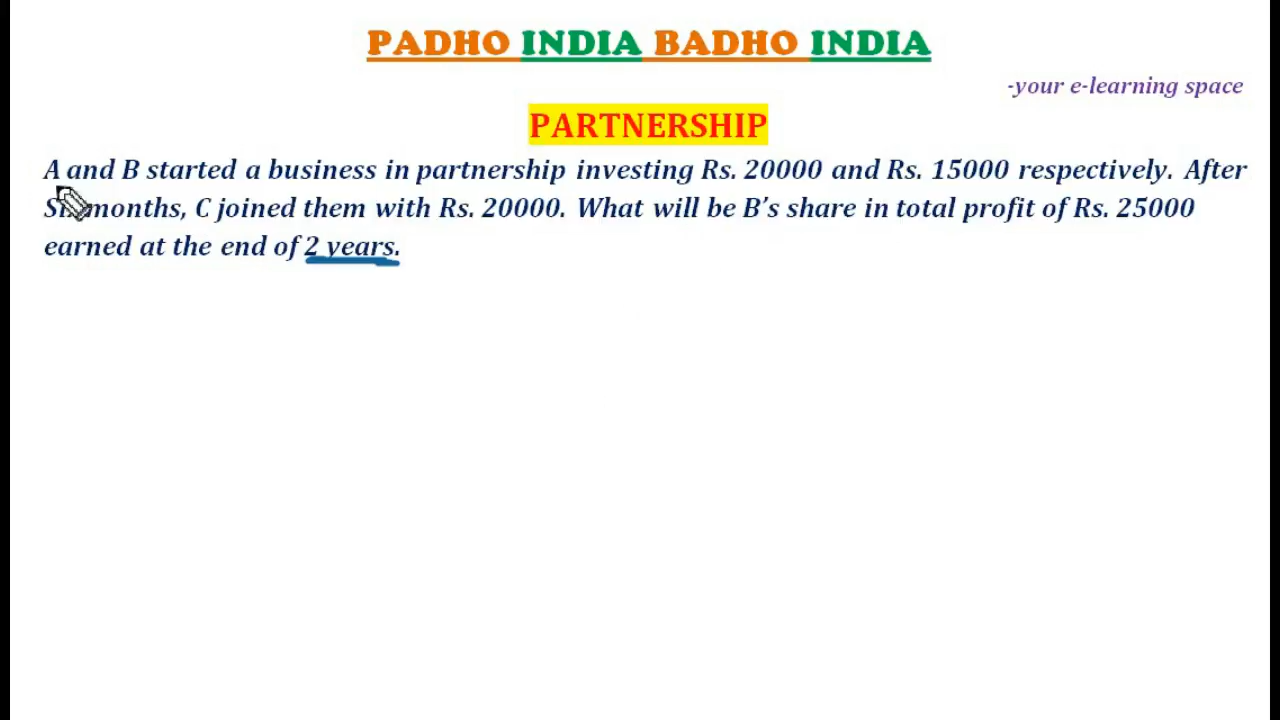 PADHO INDIA BADHO INDIA
-your e-learning space
PARTNERSHIP
A and B started a business in partnership investing Rs. 20000 and Rs. 15000 respectively. After
months, C joined them with Rs. 20000. What will be B's share in total profit of Rs. 25000
earned at the end of 2 years.